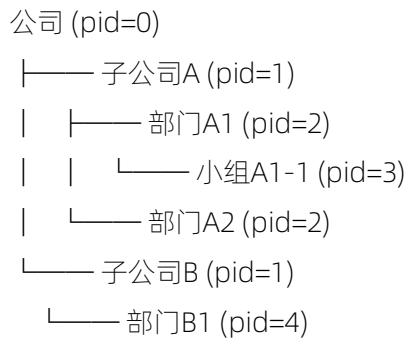 公司 (pid=0)
├── 子公司A (pid=1)
│   ├── 部门A1 (pid=2)
│   │   └── 小组A1-1 (pid=3)
│   └── 部门A2 (pid=2)
└── 子公司B (pid=1)
    └── 部门B1 (pid=4)